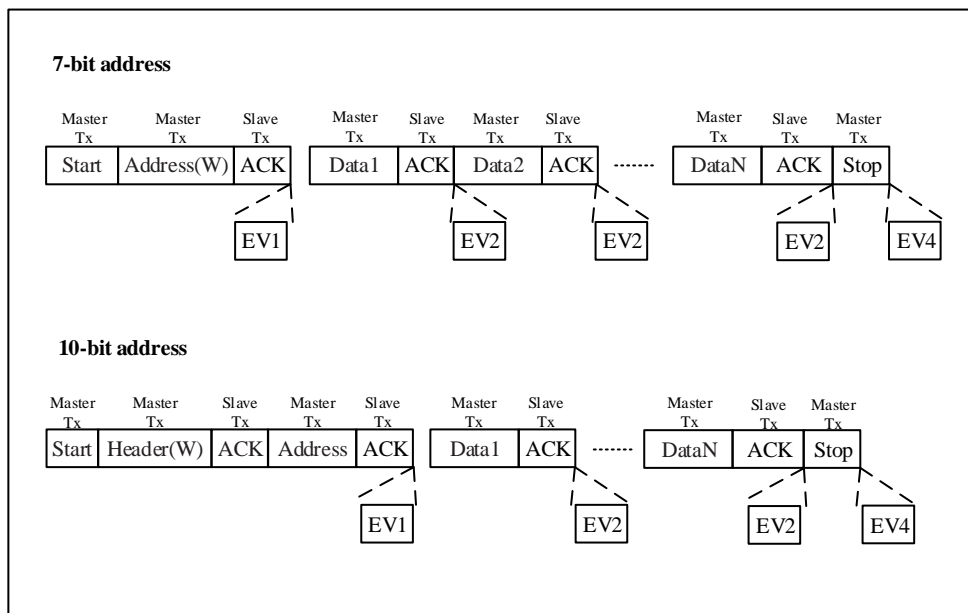 7-bit address
Master Tx Master Tx Slave Tx Master Tx Slave Tx Master Tx Slave Tx Master Tx Slave Tx Master Tx
Start Address(W) ACK Data1 ACK Data2 ACK DataN ACK Stop
EV1 EV2 EV2 EV2 EV4
10-bit address
Master Tx Master Tx Slave Tx Master Tx Slave Tx Master Tx Slave Tx Master Tx Slave Tx Master Tx
Start Header(W) ACK Address ACK Data1 ACK DataN ACK Stop
EV1 EV2 EV2 EV4